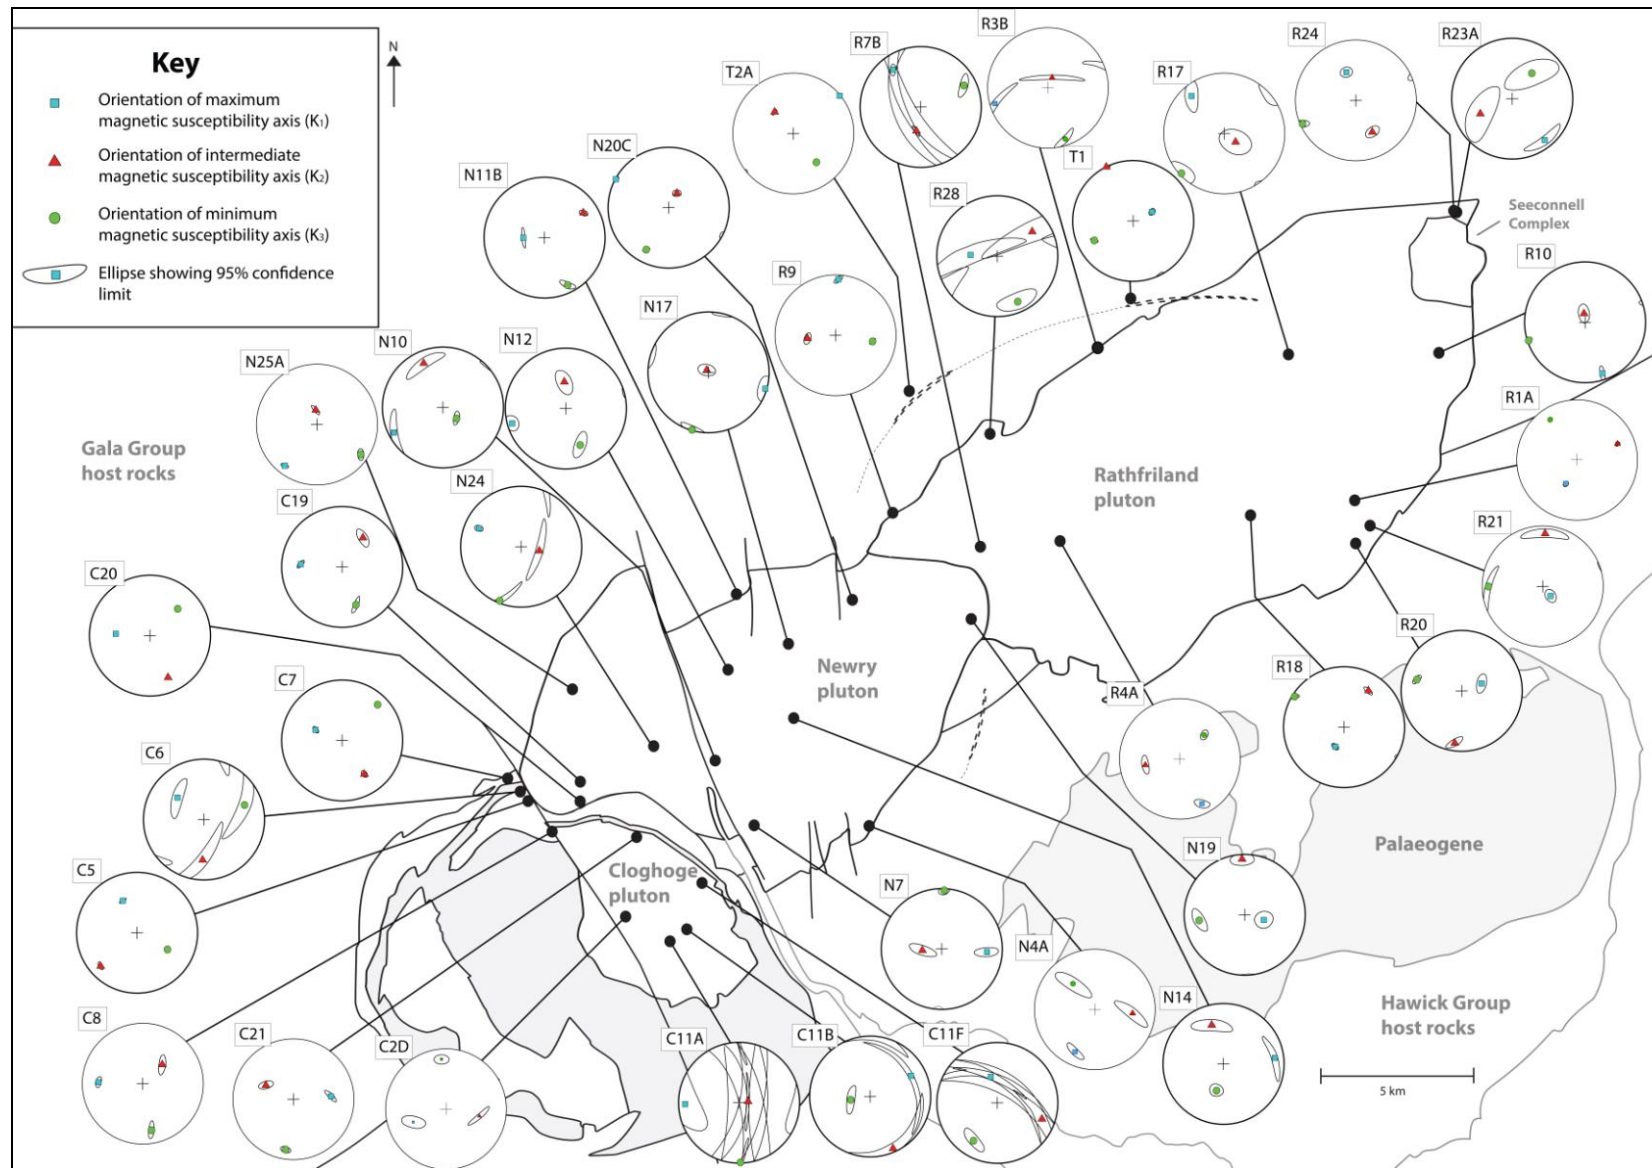 Key
Orientation of maximum
magnetic susceptibility axis (K₁)
Orientation of intermediate
magnetic susceptibility axis (K₂)
Orientation of minimum
magnetic susceptibility axis (K₃)
Ellipse showing 95% confidence
limit
N
T2A
R7B
R3B
R17
R24
R23A
N11B
N20C
R28
T1
Seeconnell
Complex
R10
R9
N17
N25A
N10
N12
R1A
Gala Group
host rocks
C19
N24
Rathfriland
pluton
R21
C20
R20
C7
Newry
pluton
R4A
R18
C6
Palaeogene
C5
Cloghoge
pluton
N19
N7
N4A
N14
Hawick Group
host rocks
C8
C21
C2D
C11A
C11B
C11F
5 km